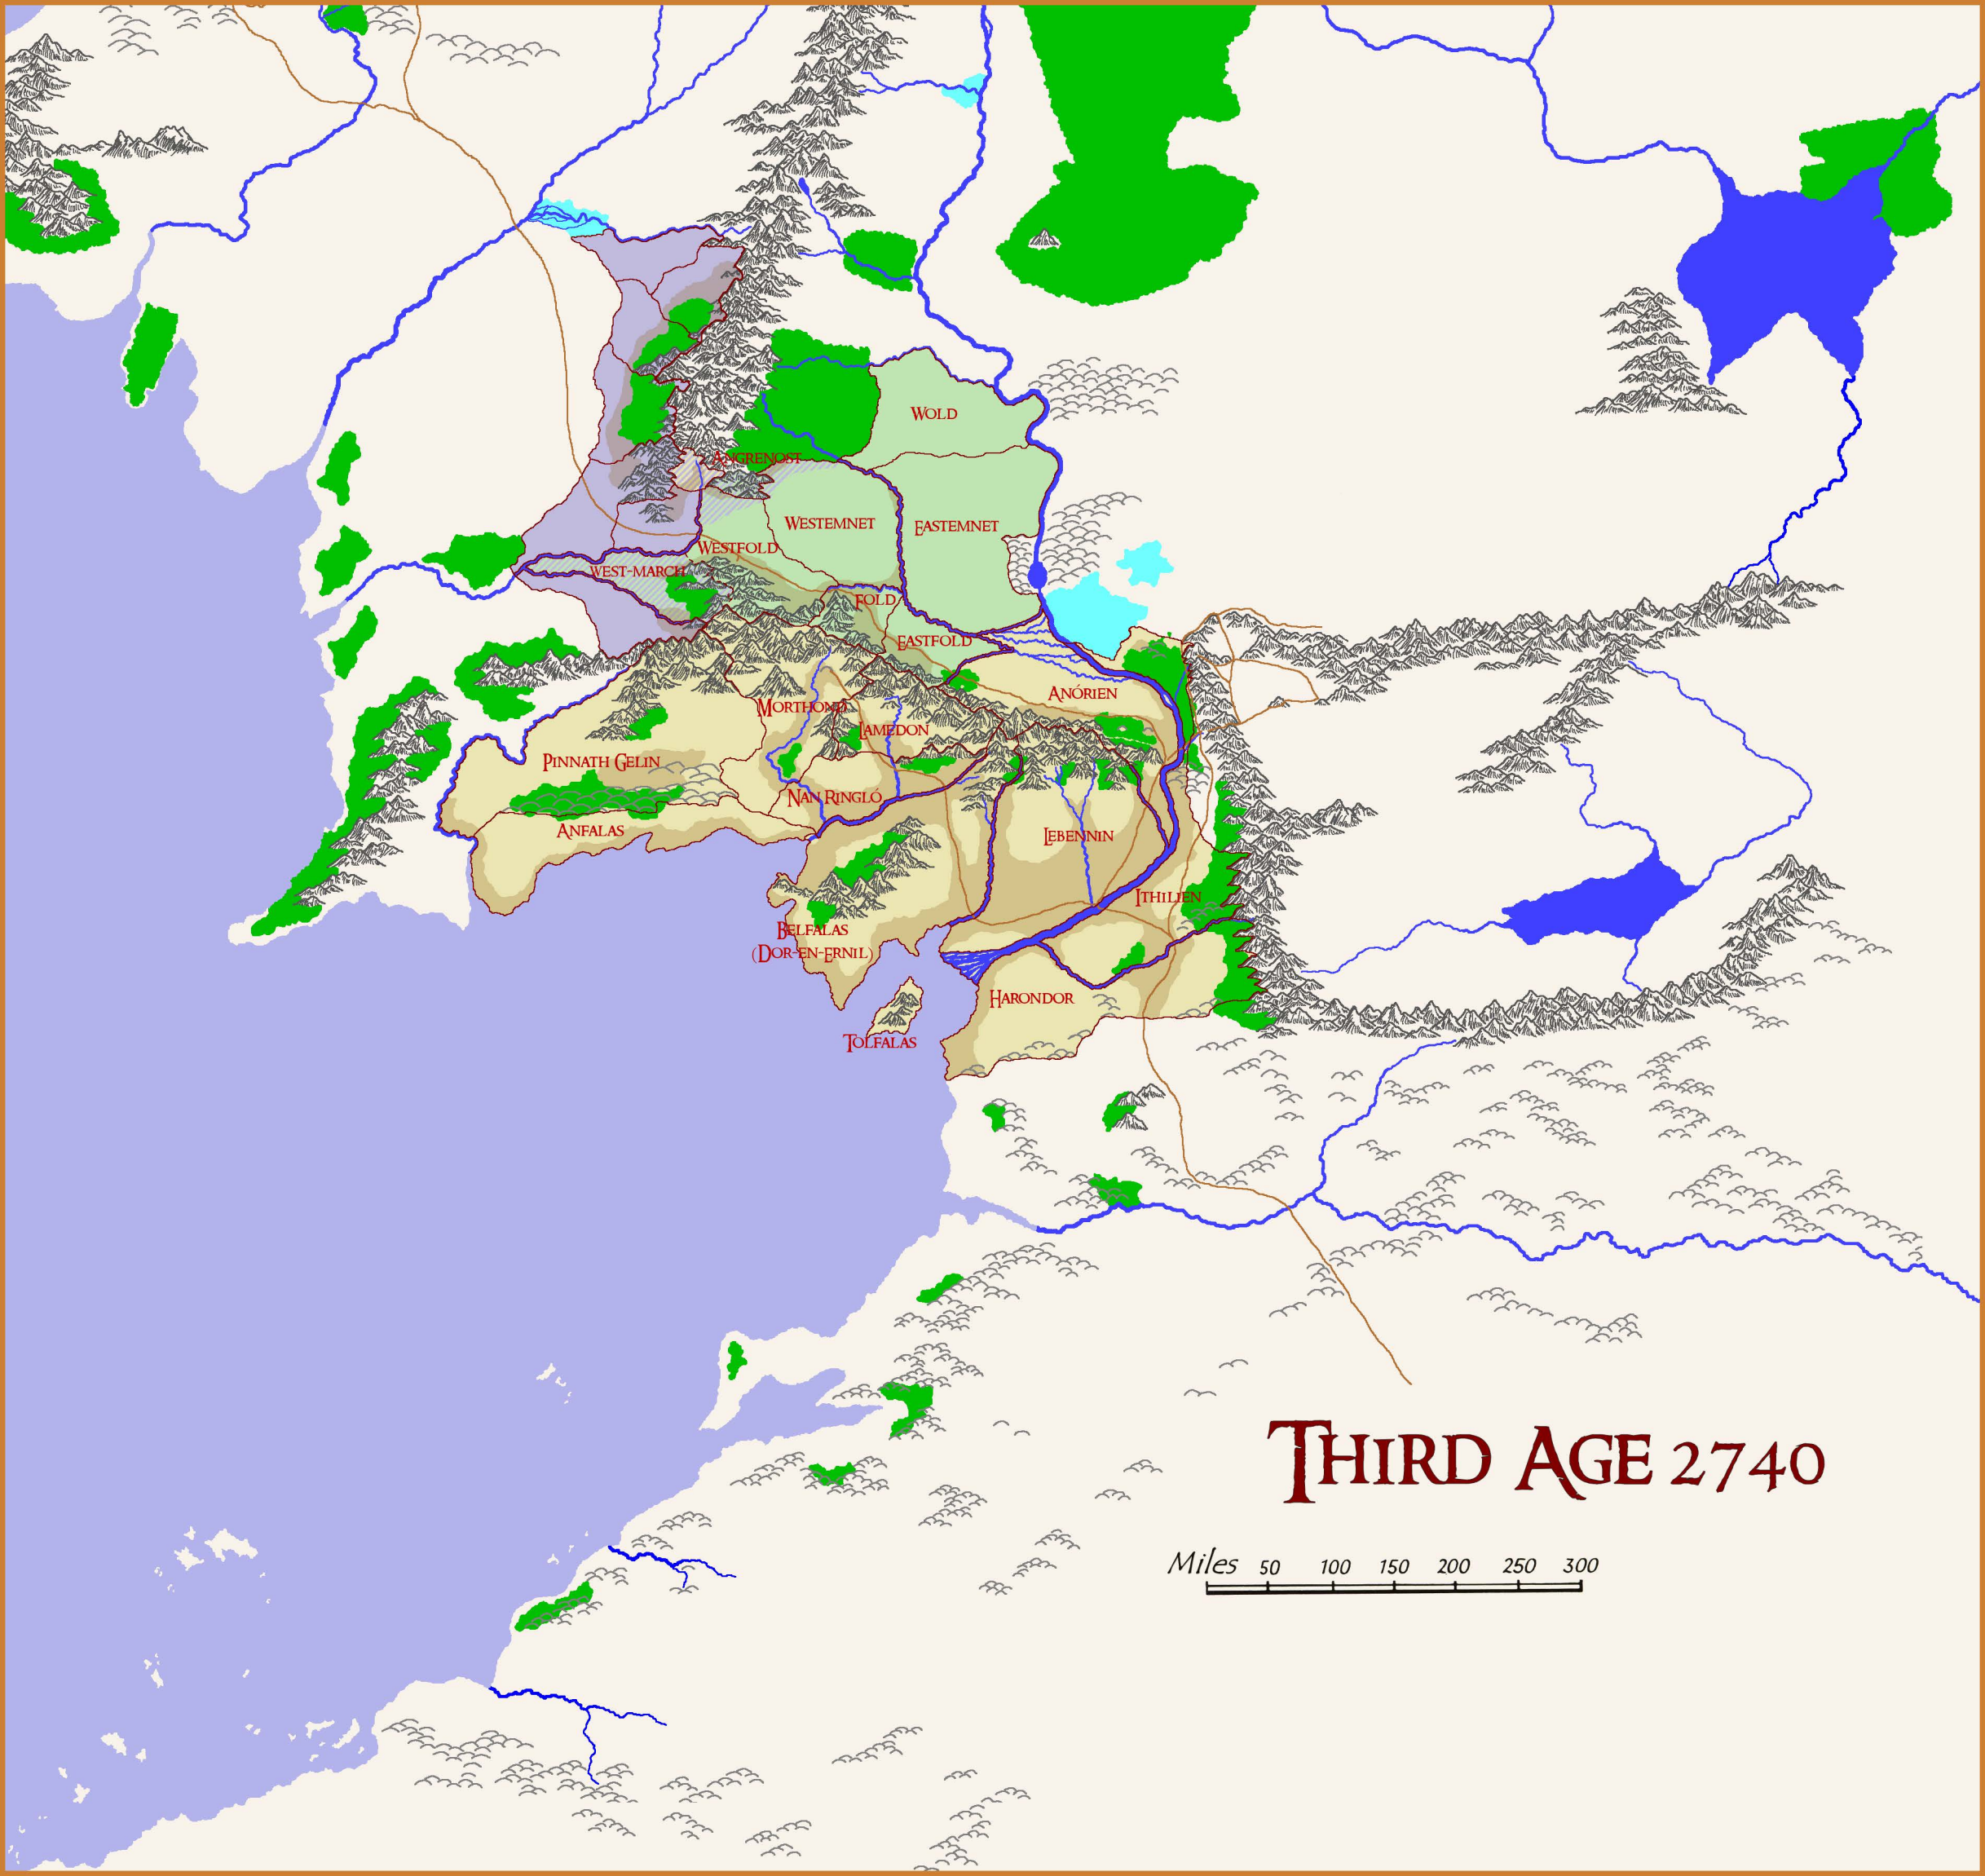 Wold
Angrenost
Westemnet
Eastemnet
Westfold
West-march
Fold
Eastfold
Anórien
Morthond
Lamedon
Pinnath Gelin
Nan Ringló
Anfalas
Lebennin
Ithilien
Belfalas
(Dor-en-Ernil)
Harondor
Tolfalas
Third Age 2740
Miles 50 100 150 200 250 300